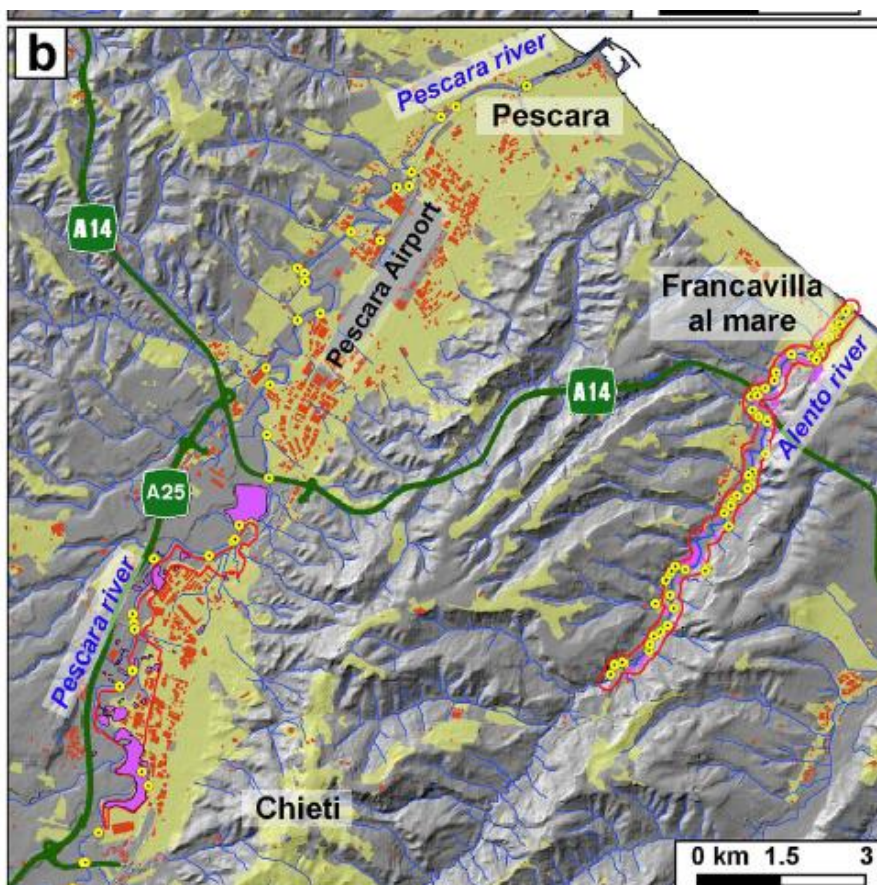 b
Pescara river
Pescara
A14
Pescara Airport
Francavilla
al mare
A14
Alento river
A25
Pescara river
Chieti
0 km 1.5 3